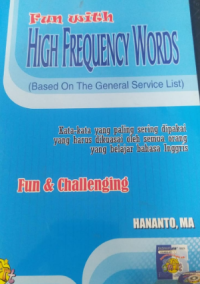 Fun with
HIGH FREQUENCY WORDS
(Based On The General Service List)
Kata-kata yang paling sering dipakai
yang harus dikuasai oleh semua orang
yang belajar bahasa Inggris
Fun & Challenging
HANANTO, MA